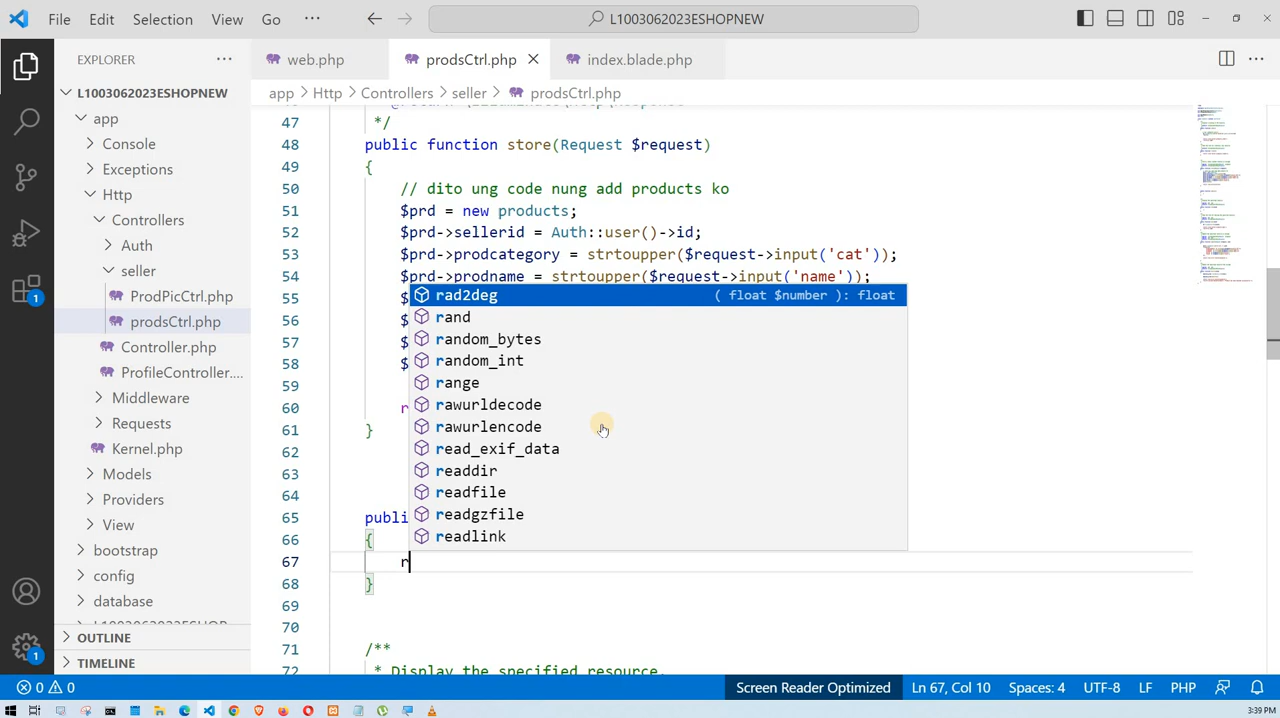 File Edit Selection View Go ··· L1003062023ESHOPNEW
EXPLORER ···
L1003062023ESHOPNEW
app
Console
Exceptions
Http
Controllers
Auth
seller
ProdPicCtrl.php
prodsCtrl.php
Controller.php
ProfileController....
Middleware
Requests
Kernel.php
Models
Providers
View
bootstrap
config
database
OUTLINE
TIMELINE
1
1
web.php prodsCtrl.php index.blade.php
app > Http > Controllers > seller > prodsCtrl.php
47 */
48 public function store(Request $request)
49 {
50 // dito ung code nung add products ko
51 $prd = new products;
52 $prd->sellerid = Auth::user()->id;
53 $prd->prodcategory = strtoupper($request->input('cat'));
54 $prd->prodname = strtoupper($request->input('name'));
55 $
56 $
57 $
58 $
59
60 r
61 }
62
63
64
65 publi
66 {
67 r
68 }
69
70
71 /**
72 * Display the specified resource.
rad2deg ( float $number ): float
rand
random_bytes
random_int
range
rawurldecode
rawurlencode
read_exif_data
readdir
readfile
readgzfile
readlink
0 0 Screen Reader Optimized Ln 67, Col 10 Spaces: 4 UTF-8 LF PHP
3:39 PM